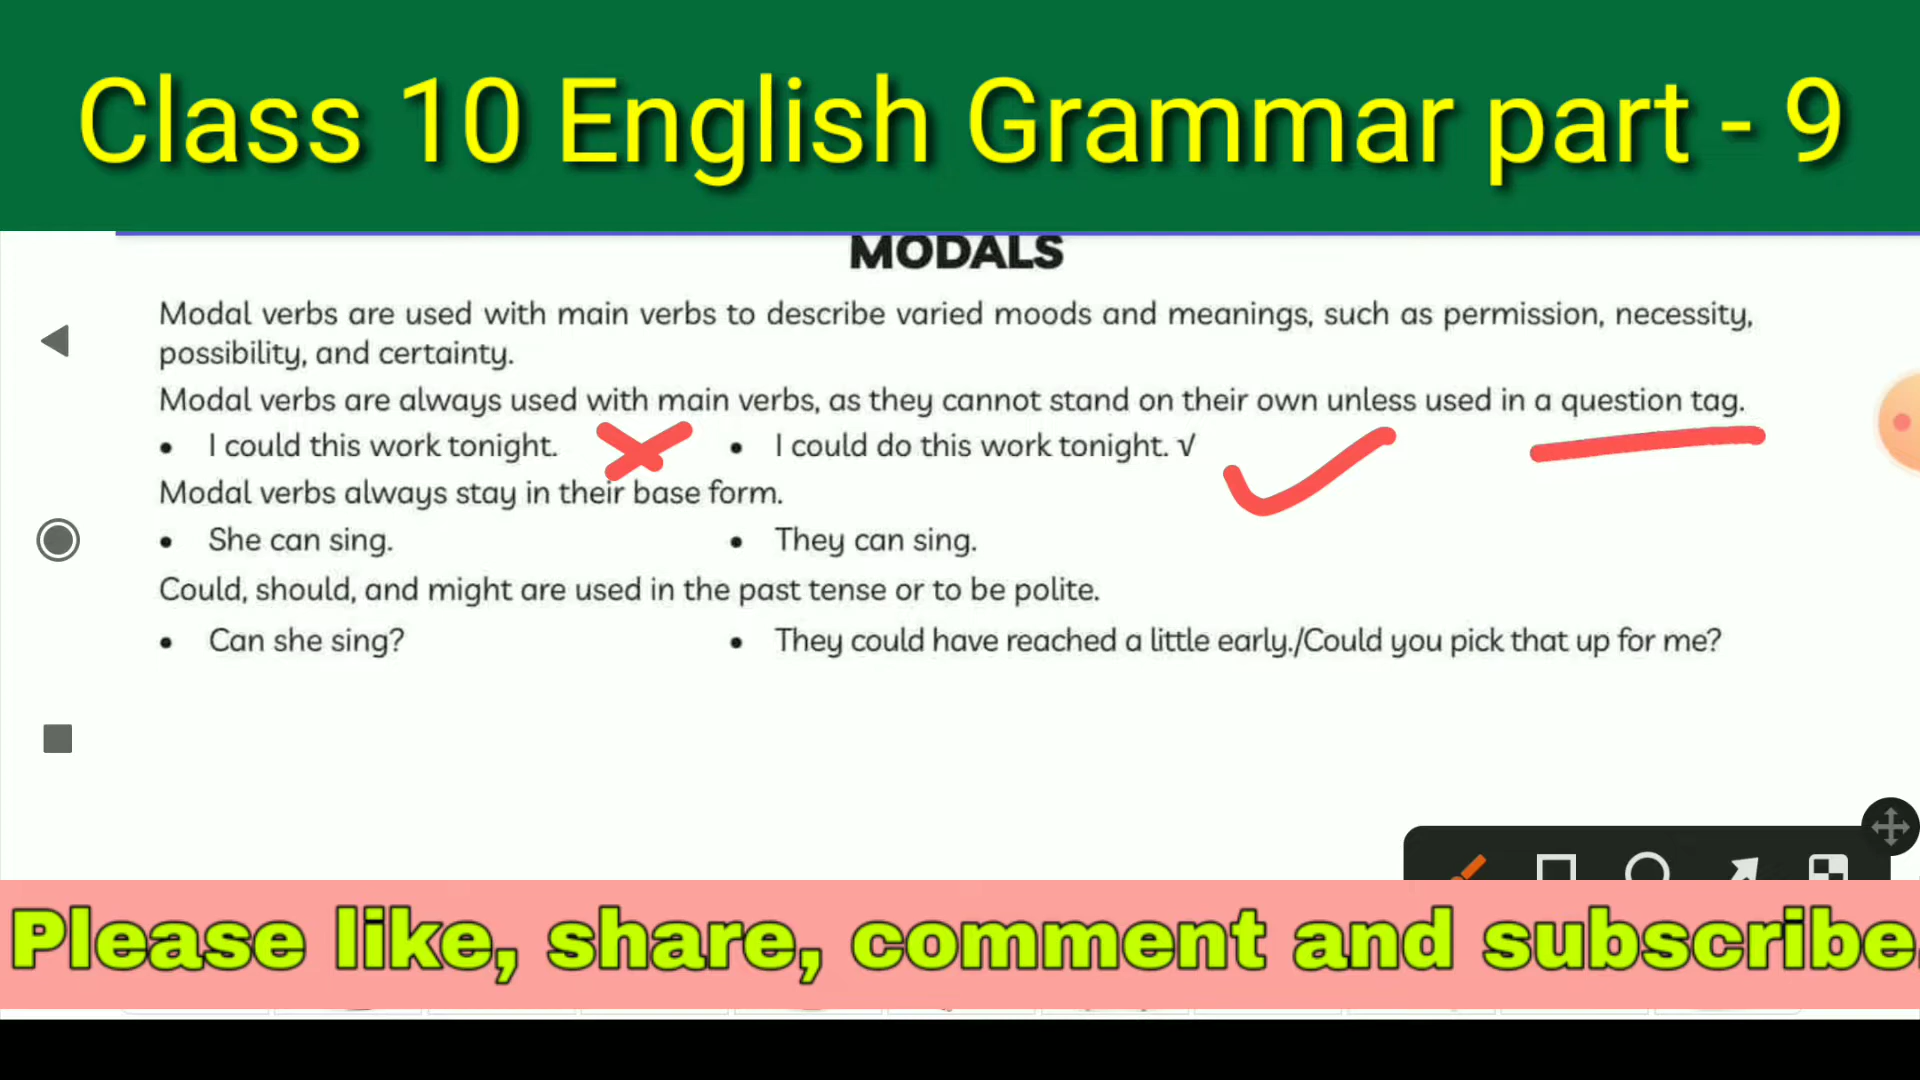 Class 10 English Grammar part - 9
MODALS
Modal verbs are used with main verbs to describe varied moods and meanings, such as permission, necessity,
possibility, and certainty.
Modal verbs are always used with main verbs, as they cannot stand on their own unless used in a question tag.
• I could this work tonight. • I could do this work tonight. √
Modal verbs always stay in their base form.
• She can sing. • They can sing.
Could, should, and might are used in the past tense or to be polite.
• Can she sing? • They could have reached a little early./Could you pick that up for me?
Please like, share, comment and subscribe.